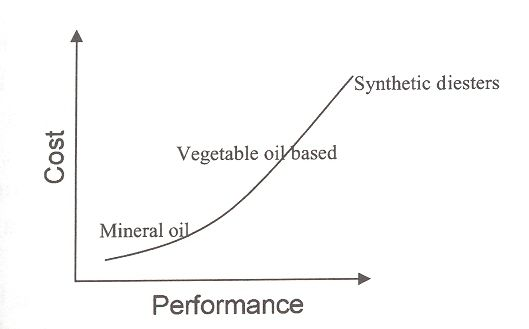 Synthetic diesters
Vegetable oil based
Mineral oil
Cost
Performance